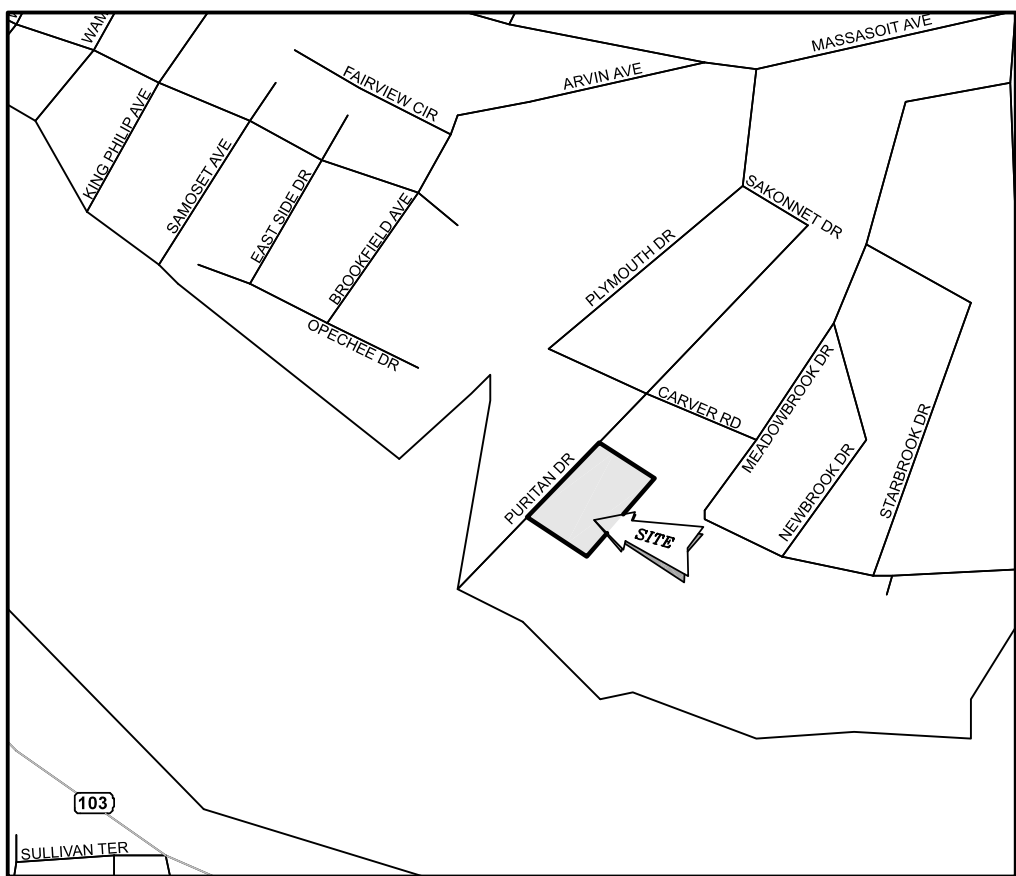 WAM
MASSASOIT AVE
FAIRVIEW CIR
ARVIN AVE
KING PHILIP AVE
SAMOSET AVE
EAST SIDE DR
BROOKFIELD AVE
SAKONNET DR
PLYMOUTH DR
OPECHEE DR
CARVER RD
MEADOWBROOK DR
STARBROOK DR
NEWBROOK DR
PURITAN DR
SITE
103
SULLIVAN TER